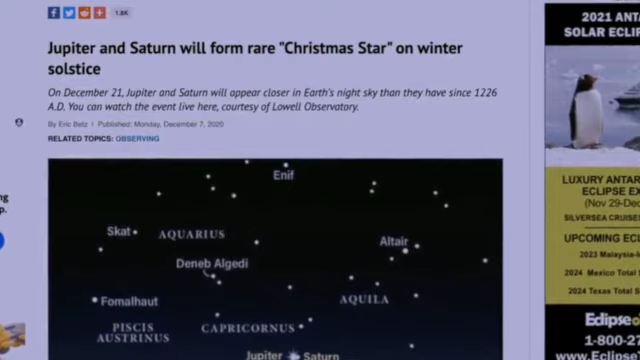 1.8K
Jupiter and Saturn will form rare "Christmas Star" on winter
solstice
On December 21, Jupiter and Saturn will appear closer in Earth's night sky than they have since 1226
A.D. You can watch the event live here, courtesy of Lowell Observatory.
By Eric Betz | Published: Monday, December 7, 2020
RELATED TOPICS: OBSERVING
Enif
Skat
AQUARIUS
Altair
Deneb Algedi
Fomalhaut
AQUILA
PISCIS
AUSTRINUS
CAPRICORNUS
Jupiter
Saturn
ng
p.
2021 ANTA
SOLAR ECLIP
LUXURY ANTAR
ECLIPSE EX
(Nov 29-Dec
SILVERSEA CRUISES
UPCOMING ECL
2023 Malaysia-I
2024 Mexico Total S
2024 Texas Total S
Eclipse
1-800-27
www.Eclipse